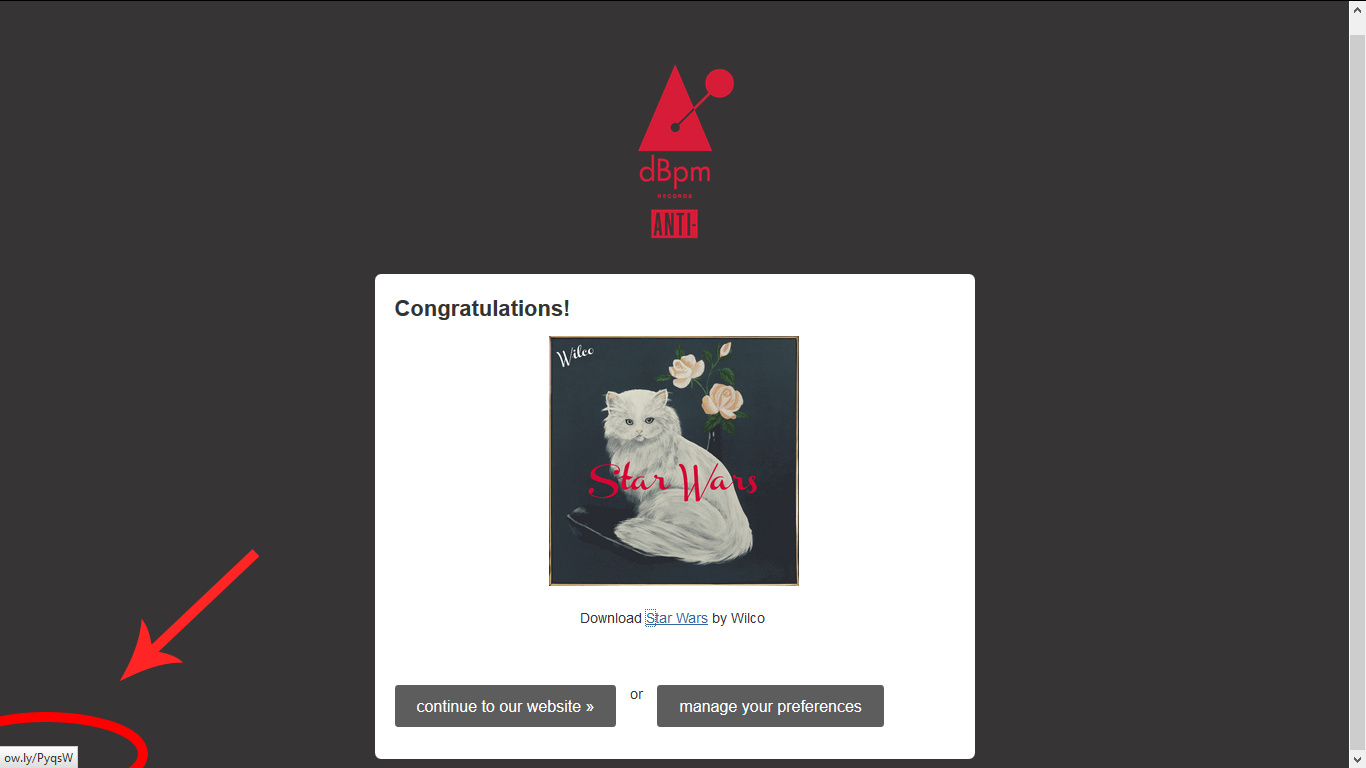 dBpm
RECORDS
ANTI-
Congratulations!
Wilco
Star Wars
Download Star Wars by Wilco
continue to our website »
or
manage your preferences
ow.ly/PyqsW